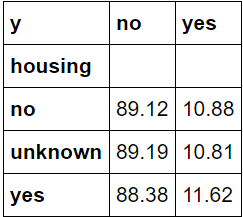 y no yes
housing
no 89.12 10.88
unknown 89.19 10.81
yes 88.38 11.62